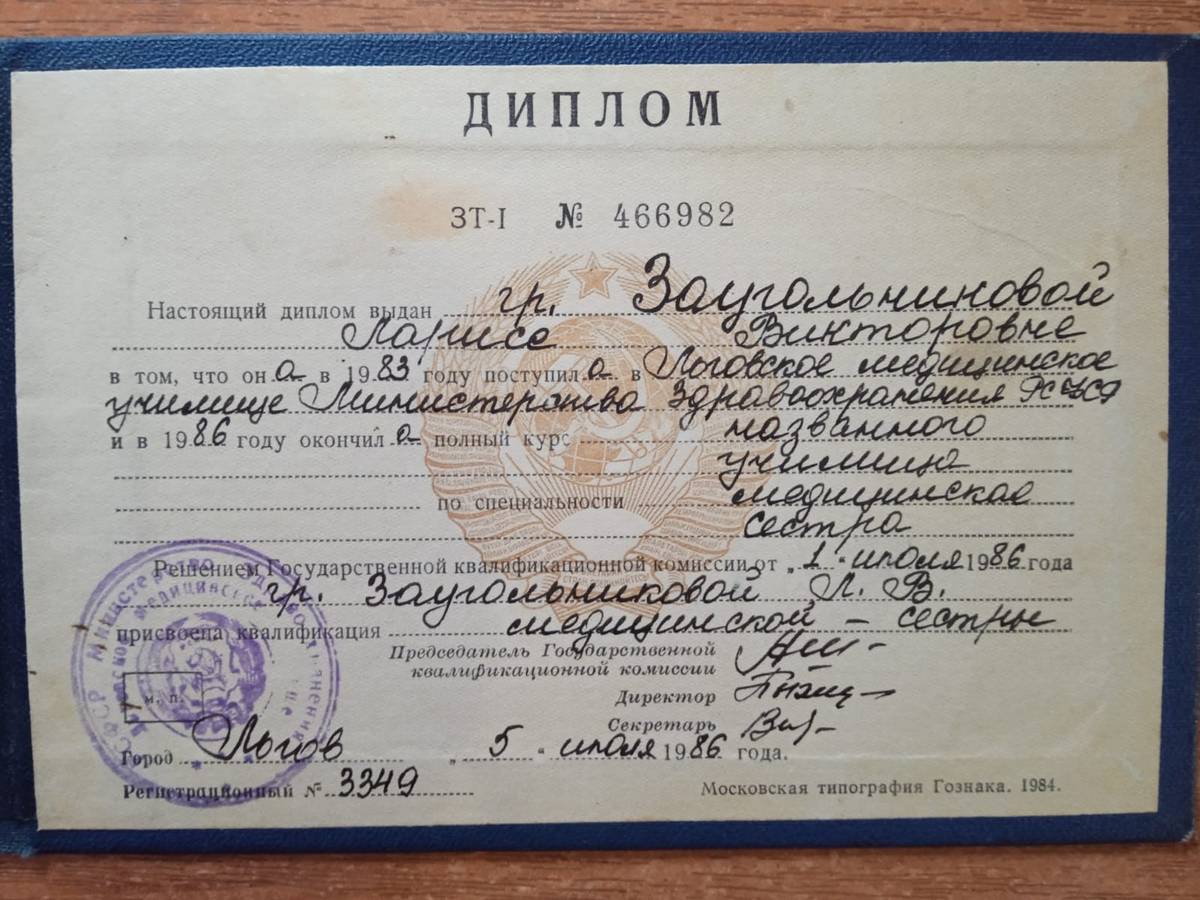 ДИПЛОМ
ЗТ-I № 466982
Настоящий диплом выдан гр. Заугольниковой
Ларисе Викторовне
в том, что она в 1983 году поступила в Льговское медицинское
училище Министерства Здравоохранения
и в 1986 году окончила полный курс названного
училища
по специальности медицинская
сестра
Решением Государственной квалификационной комиссии от „1“ июля 1986 года
гр. Заугольниковой Л. В.
присвоена квалификация медицинской - сестры
Председатель Государственной
квалификационной комиссии
Директор
Секретарь
М. П.
Город Льгов „5“ июля 1986 года.
Регистрационный № 3349
Московская типография Гознака. 1984.